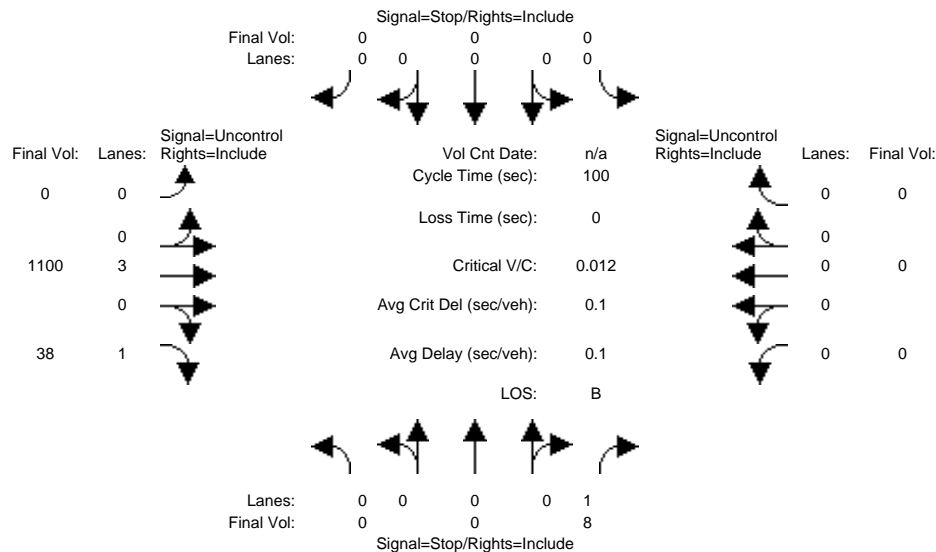 Signal=Stop/Rights=Include
Final Vol: 0 0 0
Lanes: 0 0 0 0 0
Signal=Uncontrol Signal=Uncontrol
Final Vol: Lanes: Rights=Include Vol Cnt Date: n/a Rights=Include Lanes: Final Vol:
Cycle Time (sec): 100
0 0 0 0
Loss Time (sec): 0
0 0
1100 3 Critical V/C: 0.012 0 0
0 Avg Crit Del (sec/veh): 0.1 0
38 1 Avg Delay (sec/veh): 0.1 0 0
LOS: B
Lanes: 0 0 0 0 1
Final Vol: 0 0 8
Signal=Stop/Rights=Include